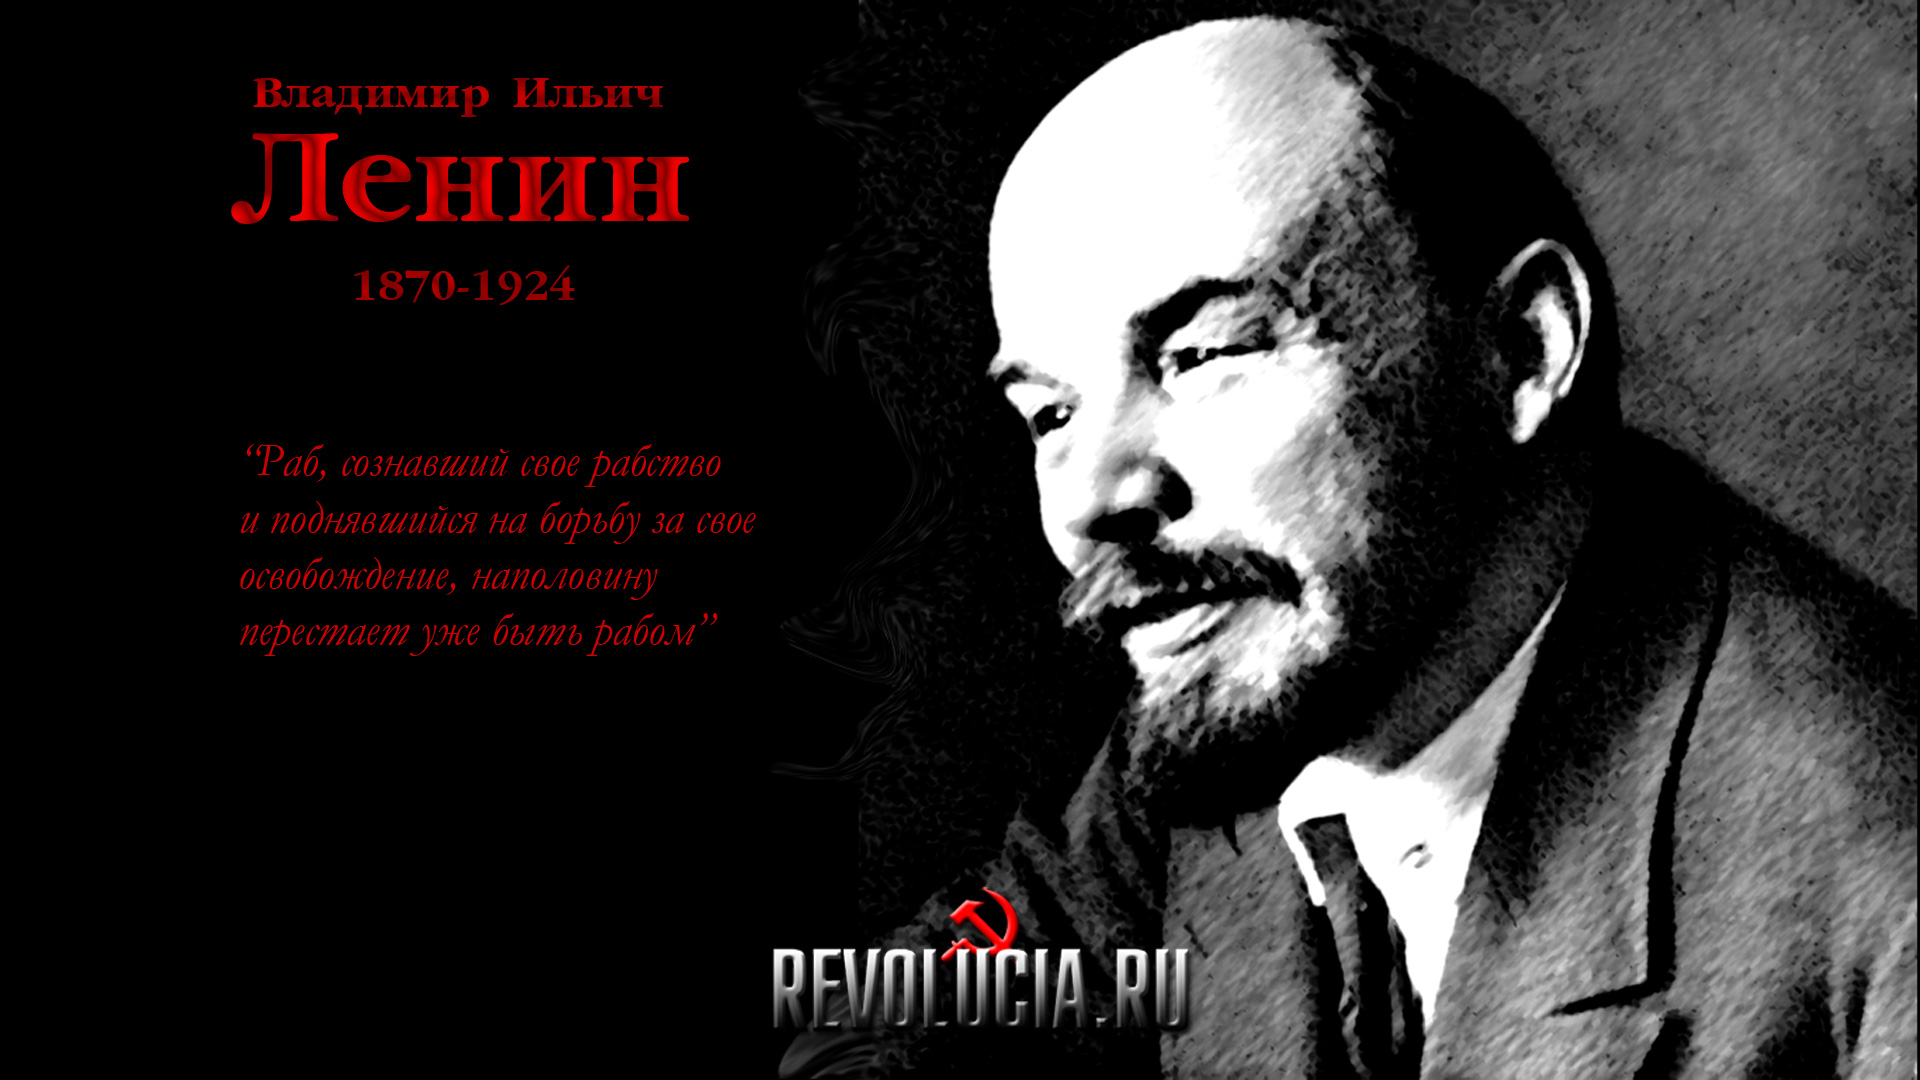 Владимир Ильич
Ленин
1870-1924
“Раб, сознавший свое рабство
и поднявшийся на борьбу за свое
освобождение, наполовину
перестает уже быть рабом”
REVOLUCIA.RU